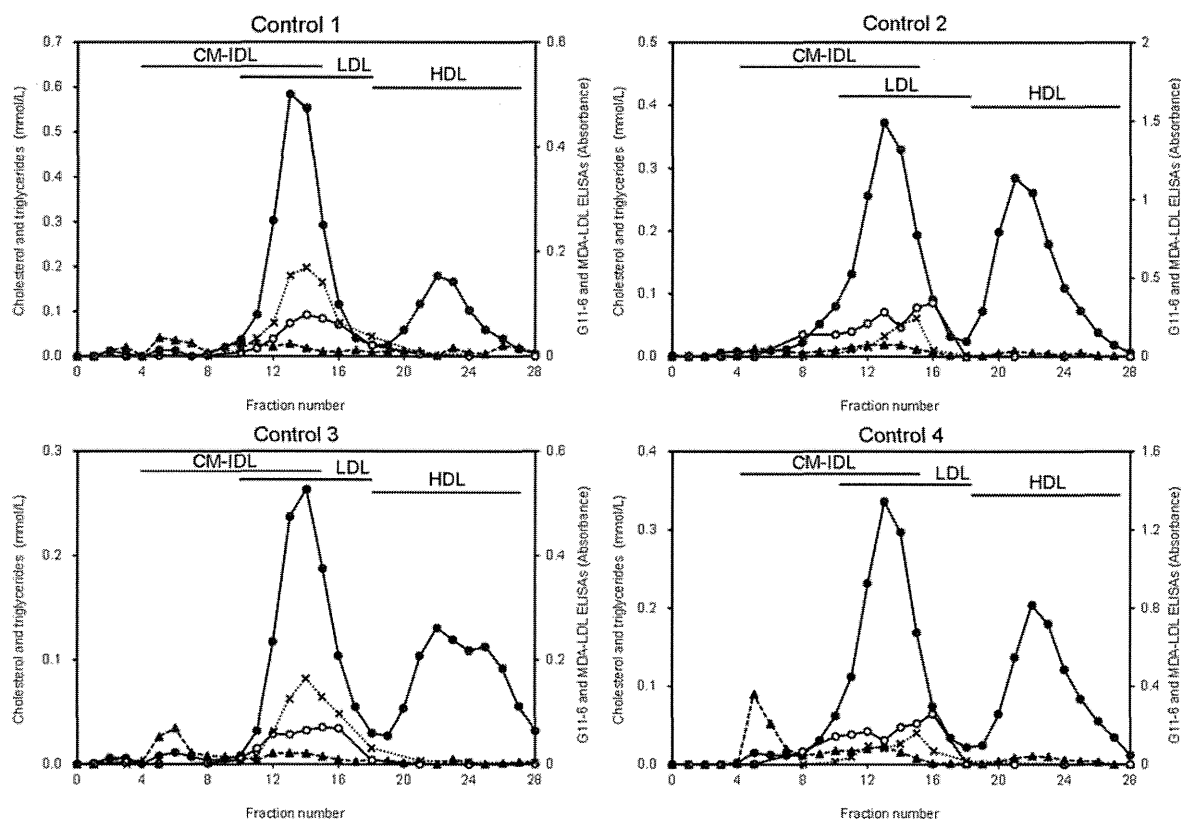 Control 1
CM-IDL
LDL
HDL
Cholesterol and triglycerides (mmol/L)
0.7
0.6
0.5
0.4
0.3
0.2
0.1
0.0
G11-6 and MDA-LDL ELISAs (Absorbance)
0.6
0.4
0.2
0
0 4 8 12 16 20 24 28
Fraction number
Control 2
CM-IDL
LDL
HDL
Cholesterol and triglycerides (mmol/L)
0.5
0.4
0.3
0.2
0.1
0.0
G11-6 and MDA-LDL ELISAs (Absorbance)
2
1.5
1
0.5
0
0 4 8 12 16 20 24 28
Fraction number
Control 3
CM-IDL
LDL
HDL
Cholesterol and triglycerides (mmol/L)
0.3
0.2
0.1
0.0
G11-6 and MDA-LDL ELISAs (Absorbance)
0.6
0.4
0.2
0
0 4 8 12 16 20 24 28
Fraction number
Control 4
CM-IDL
LDL
HDL
Cholesterol and triglycerides (mmol/L)
0.4
0.3
0.2
0.1
0.0
G11-6 and MDA-LDL ELISAs (Absorbance)
1.6
1.2
0.8
0.4
0
0 4 8 12 16 20 24 28
Fraction number